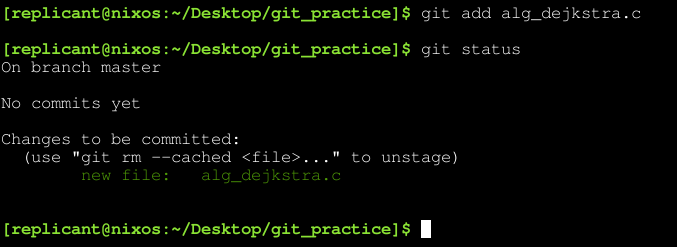 [replicant@nixos:~/Desktop/git_practice]$ git add alg_dejkstra.c
[replicant@nixos:~/Desktop/git_practice]$ git status
On branch master
No commits yet
Changes to be committed:
  (use "git rm --cached <file>..." to unstage)
        new file:   alg_dejkstra.c
[replicant@nixos:~/Desktop/git_practice]$